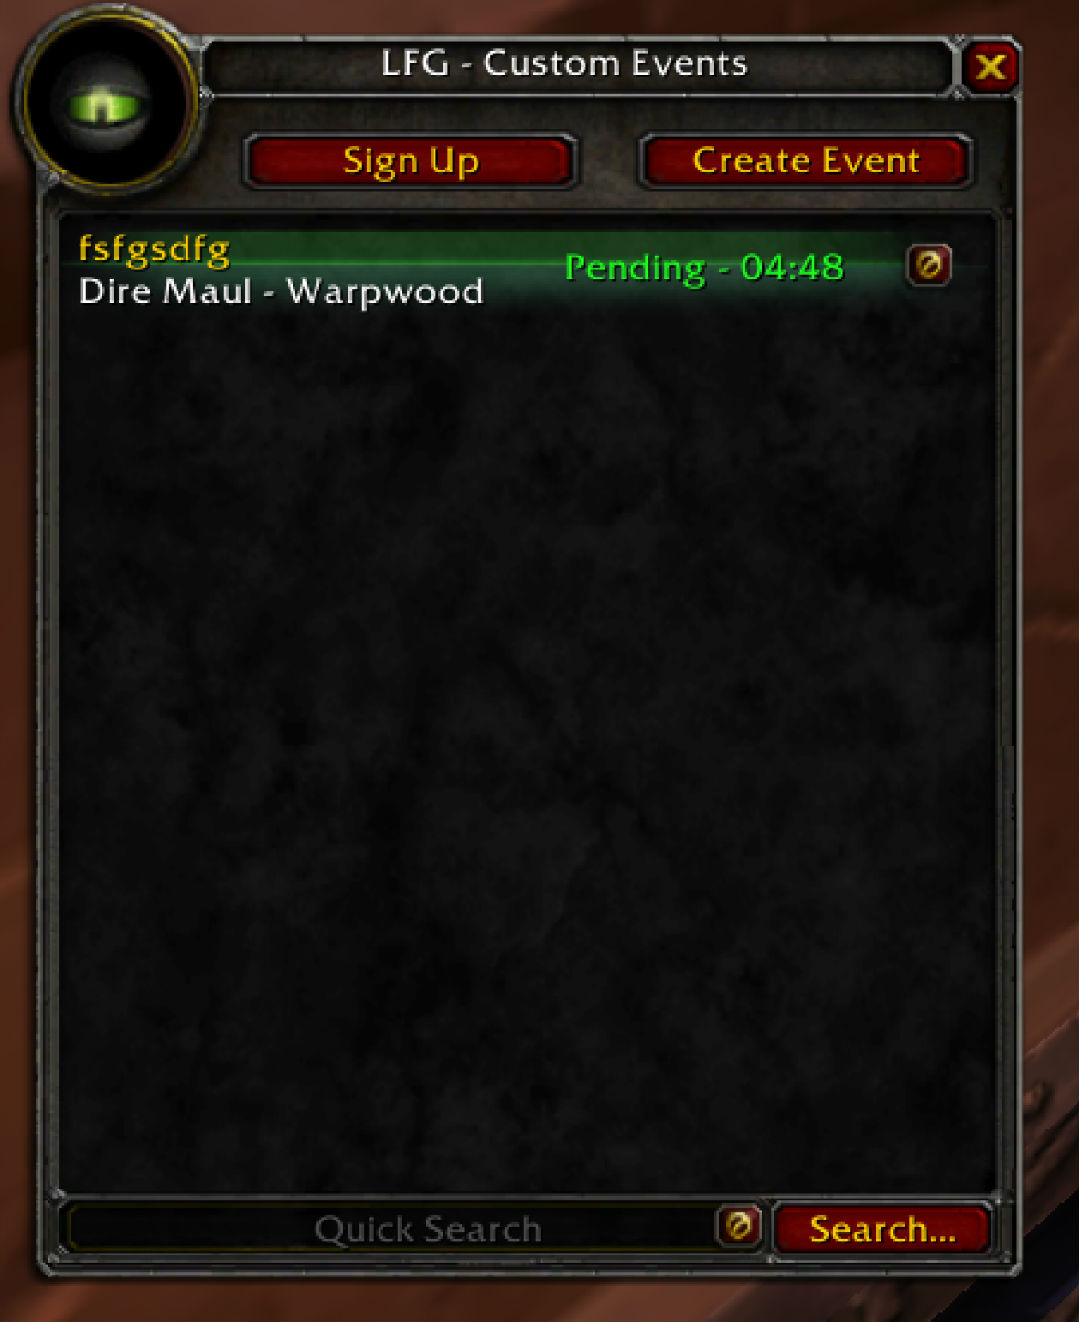 LFG - Custom Events
Sign Up
Create Event
fsfgsdfg
Pending - 04:48
Dire Maul - Warpwood
Quick Search
Search...